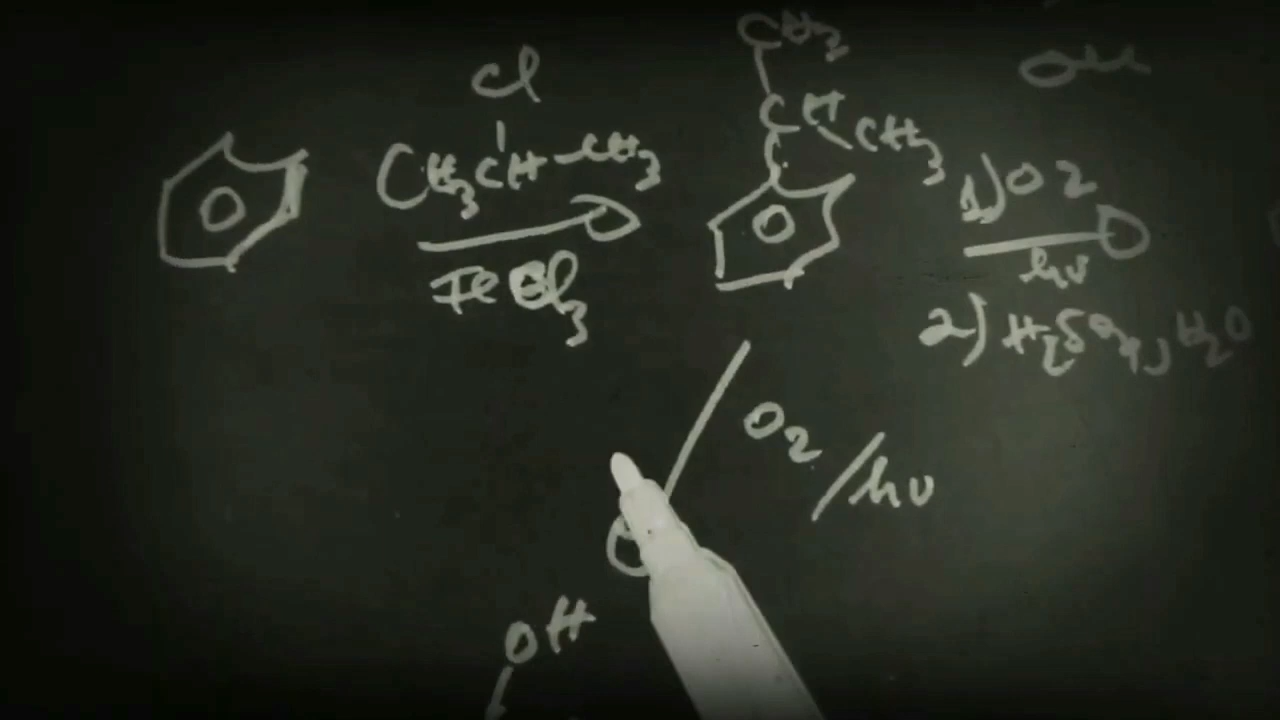 CH3
Cl
CH
CH3
CH3CH-CH3
1) O2
hν
FeCl3
2) H2SO4, H2O
O2/hν
OH